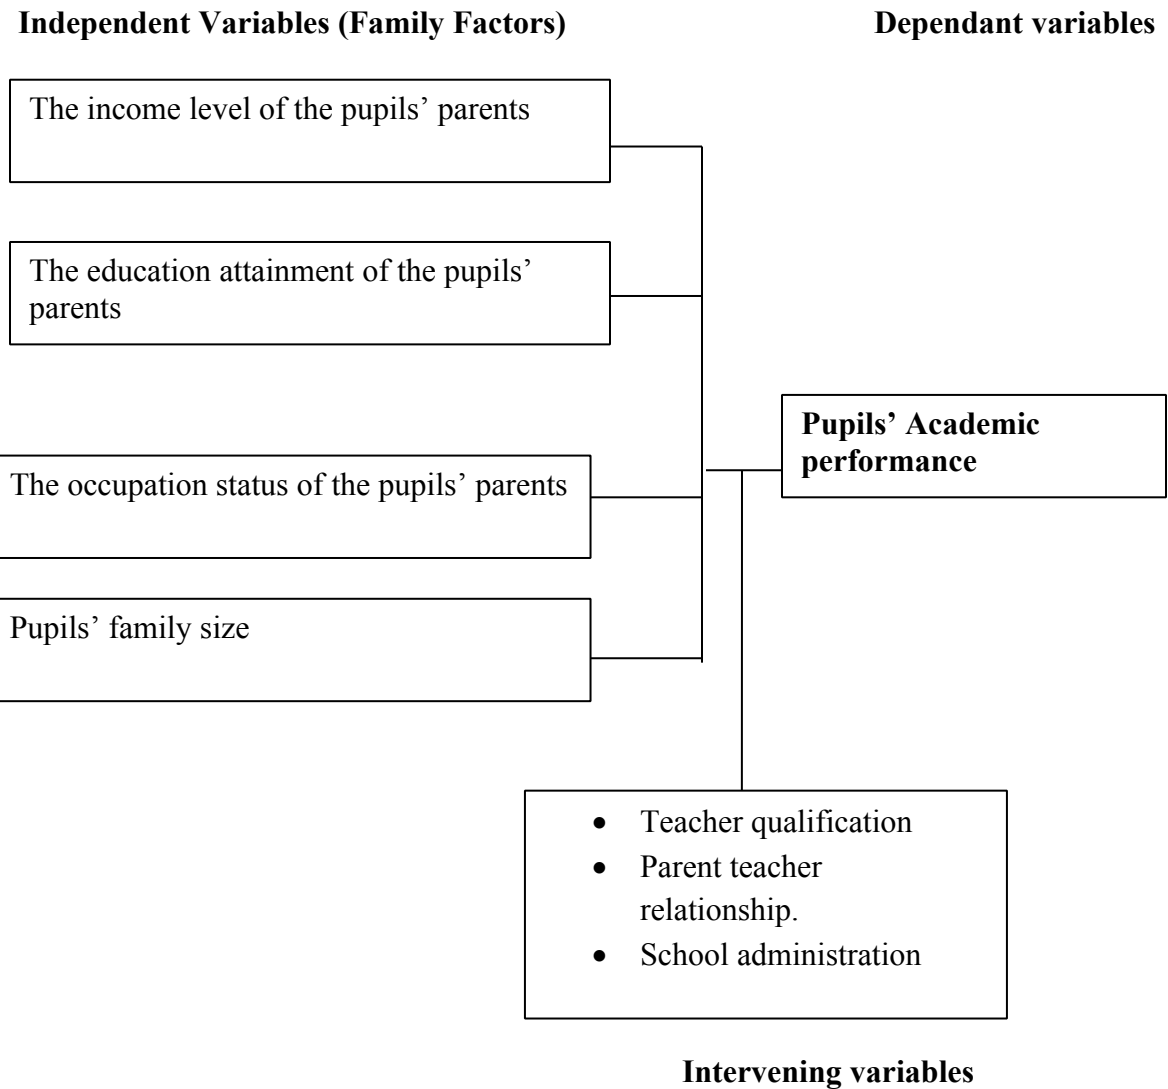 Independent Variables (Family Factors)
Dependant variables
The income level of the pupils’ parents
The education attainment of the pupils’
parents
The occupation status of the pupils’ parents
Pupils’ family size
Pupils’ Academic
performance
• Teacher qualification
• Parent teacher
relationship.
• School administration
Intervening variables